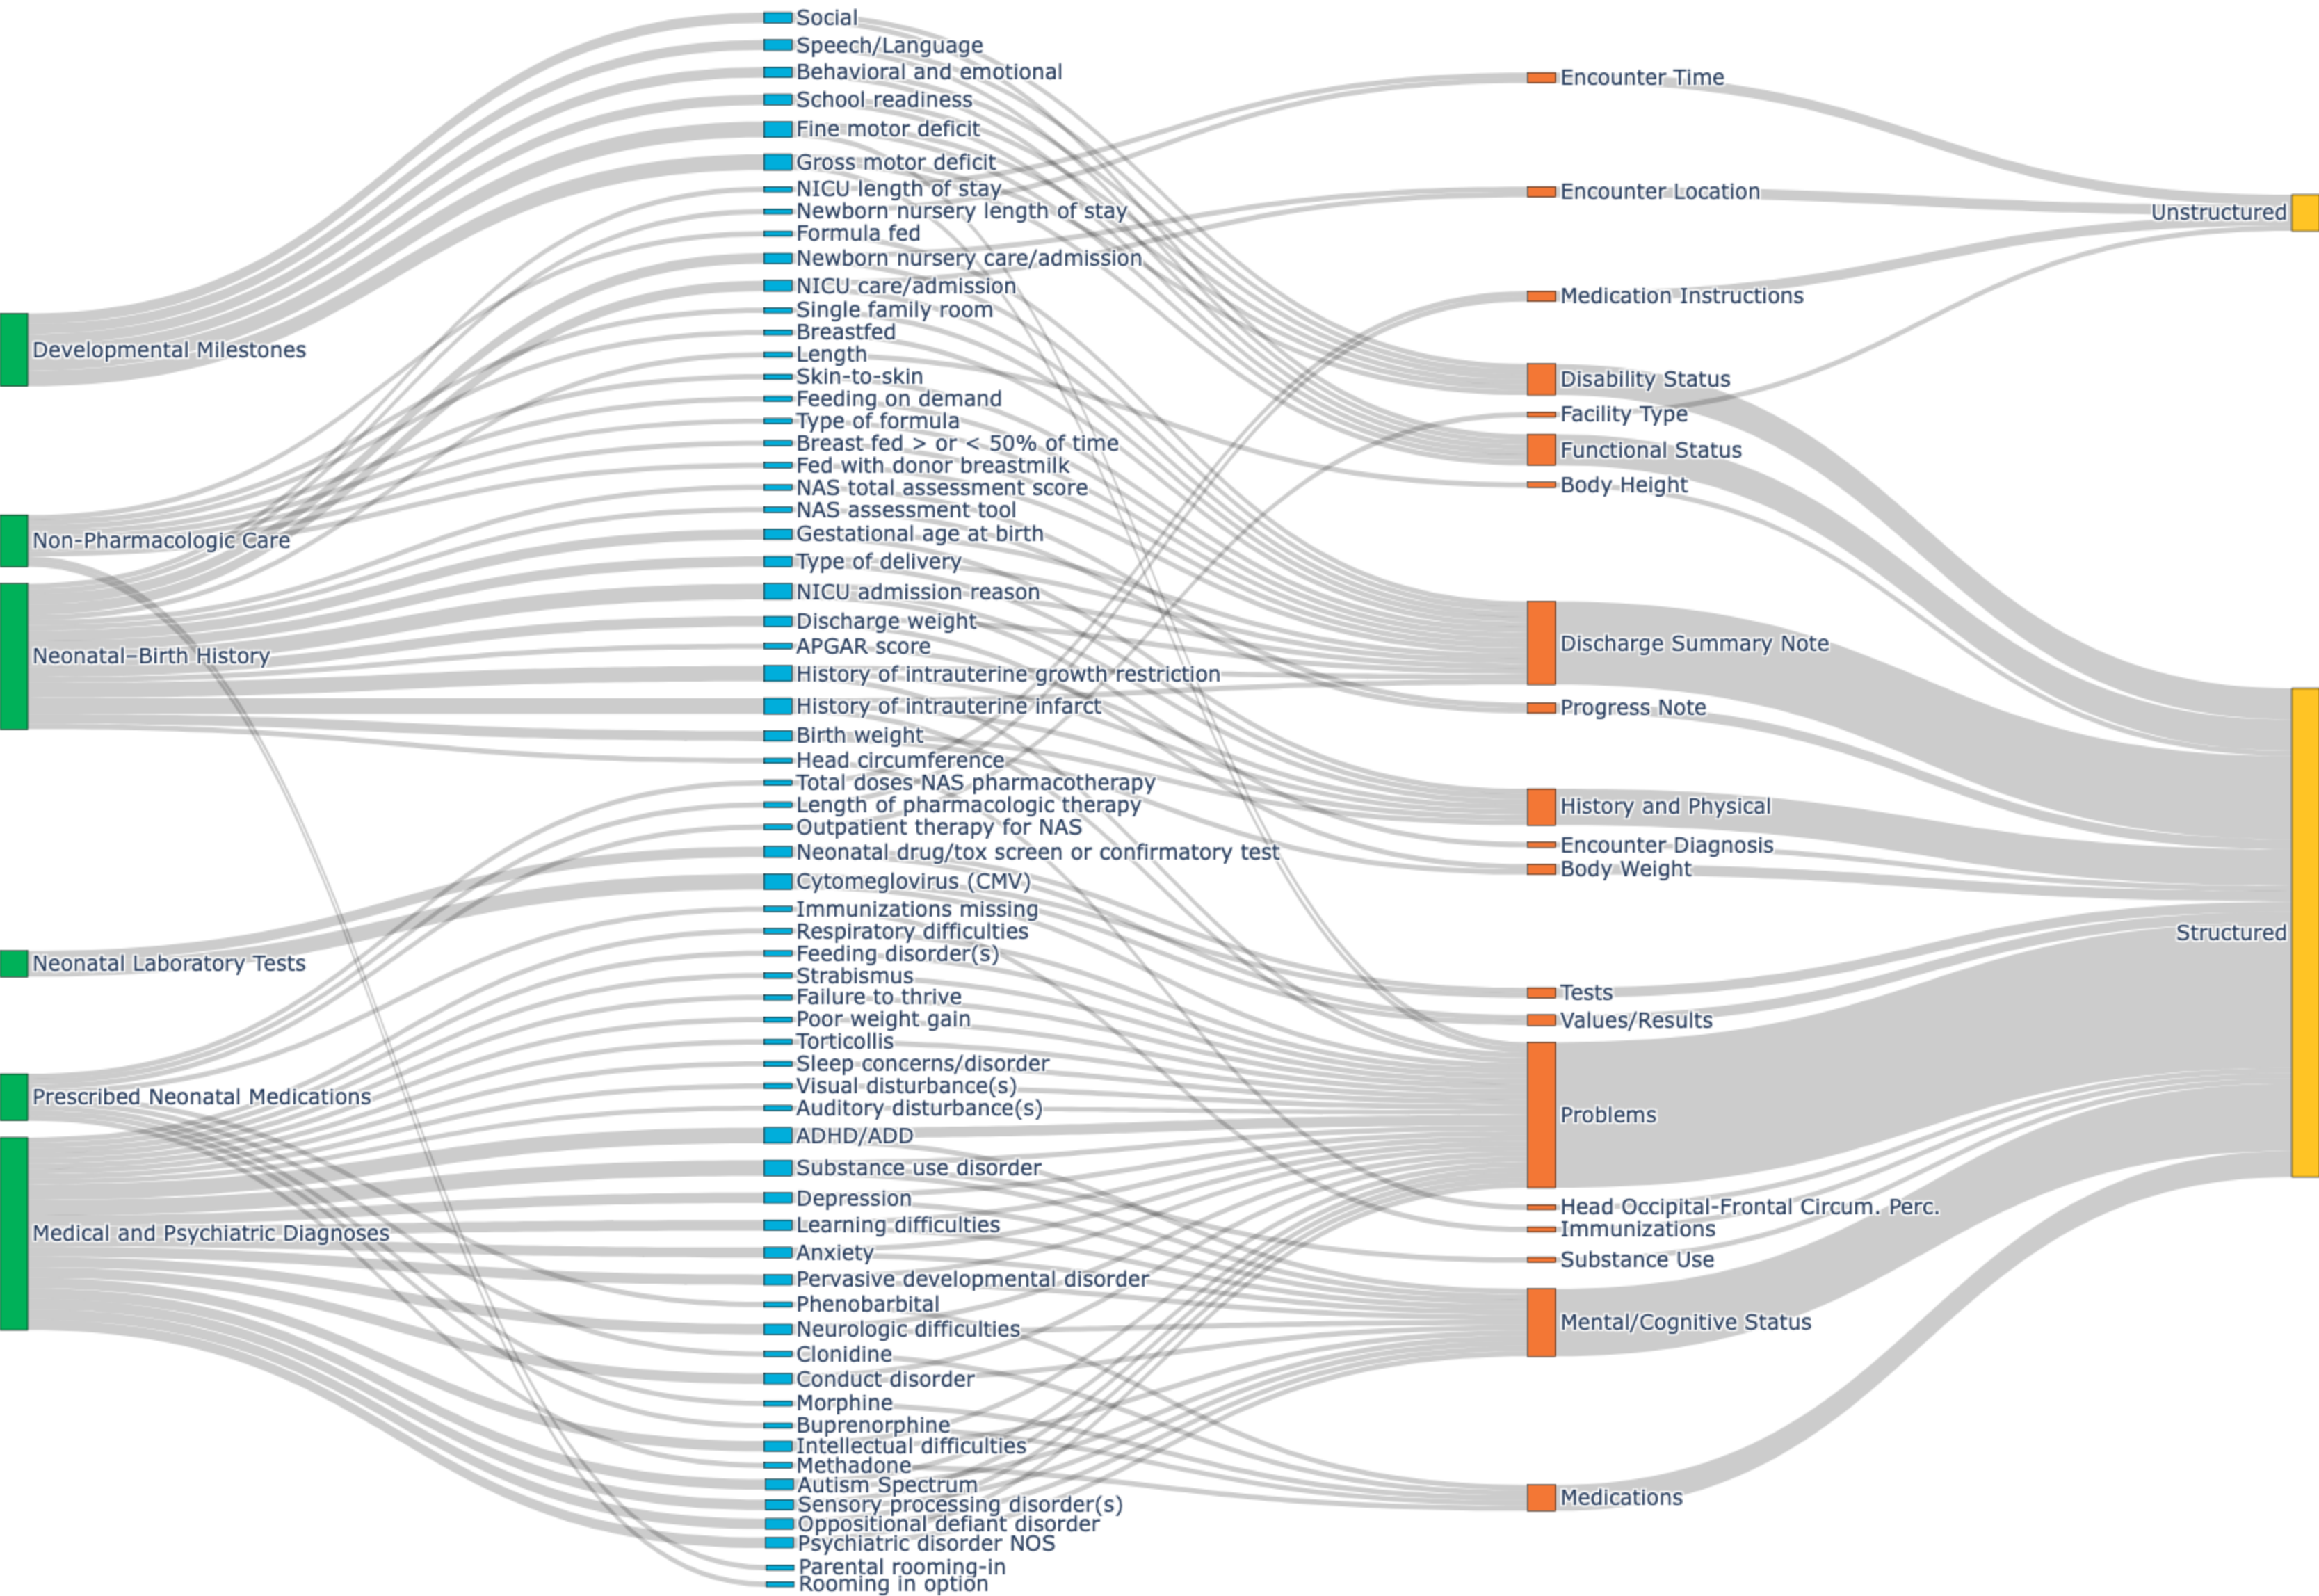 Developmental Milestones
Non-Pharmacologic Care
Neonatal–Birth History
Neonatal Laboratory Tests
Prescribed Neonatal Medications
Medical and Psychiatric Diagnoses
Social
Speech/Language
Behavioral and emotional
School readiness
Fine motor deficit
Gross motor deficit
NICU length of stay
Newborn nursery length of stay
Formula fed
Newborn nursery care/admission
NICU care/admission
Single family room
Breastfed
Length
Skin-to-skin
Feeding on demand
Type of formula
Breast fed > or < 50% of time
Fed with donor breastmilk
NAS total assessment score
NAS assessment tool
Gestational age at birth
Type of delivery
NICU admission reason
Discharge weight
APGAR score
History of intrauterine growth restriction
History of intrauterine infarct
Birth weight
Head circumference
Total doses NAS pharmacotherapy
Length of pharmacologic therapy
Outpatient therapy for NAS
Neonatal drug/tox screen or confirmatory test
Cytomeglovirus (CMV)
Immunizations missing
Respiratory difficulties
Feeding disorder(s)
Strabismus
Failure to thrive
Poor weight gain
Torticollis
Sleep concerns/disorder
Visual disturbance(s)
Auditory disturbance(s)
ADHD/ADD
Substance use disorder
Depression
Learning difficulties
Anxiety
Pervasive developmental disorder
Phenobarbital
Neurologic difficulties
Clonidine
Conduct disorder
Morphine
Buprenorphine
Intellectual difficulties
Methadone
Autism Spectrum
Sensory processing disorder(s)
Oppositional defiant disorder
Psychiatric disorder NOS
Parental rooming-in
Rooming in option
Encounter Time
Encounter Location
Medication Instructions
Disability Status
Facility Type
Functional Status
Body Height
Discharge Summary Note
Progress Note
History and Physical
Encounter Diagnosis
Body Weight
Tests
Values/Results
Problems
Head Occipital-Frontal Circum. Perc.
Immunizations
Substance Use
Mental/Cognitive Status
Medications
Unstructured
Structured